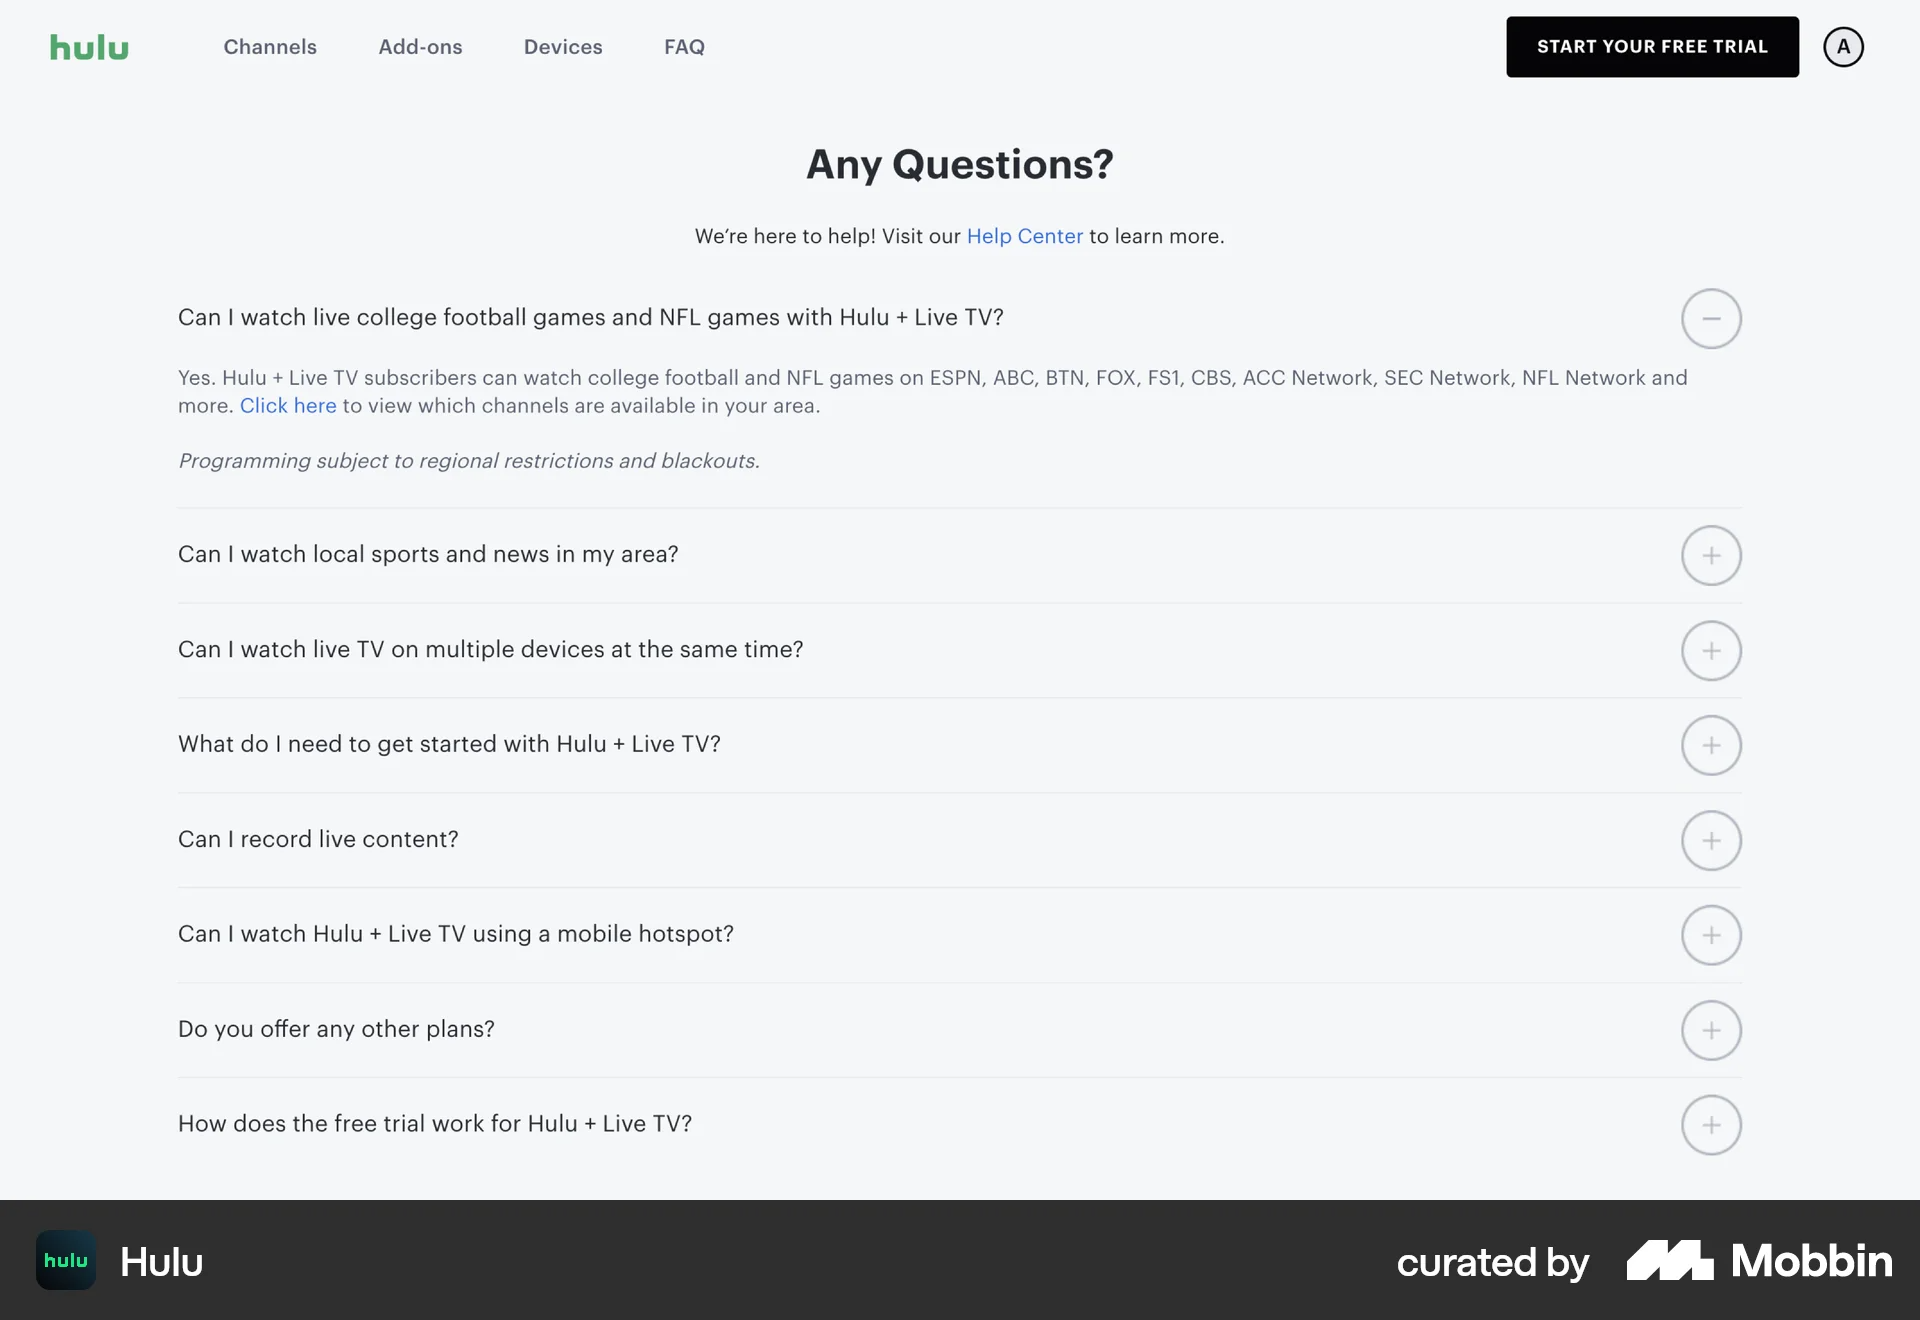 hulu
Channels
Add-ons
Devices
FAQ
START YOUR FREE TRIAL
A
Any Questions?
We're here to help! Visit our Help Center to learn more.
Can I watch live college football games and NFL games with Hulu + Live TV?
Yes. Hulu + Live TV subscribers can watch college football and NFL games on ESPN, ABC, BTN, FOX, FS1, CBS, ACC Network, SEC Network, NFL Network and
more. Click here to view which channels are available in your area.
Programming subject to regional restrictions and blackouts.
Can I watch local sports and news in my area?
Can I watch live TV on multiple devices at the same time?
What do I need to get started with Hulu + Live TV?
Can I record live content?
Can I watch Hulu + Live TV using a mobile hotspot?
Do you offer any other plans?
How does the free trial work for Hulu + Live TV?
hulu
Hulu
curated by
Mobbin